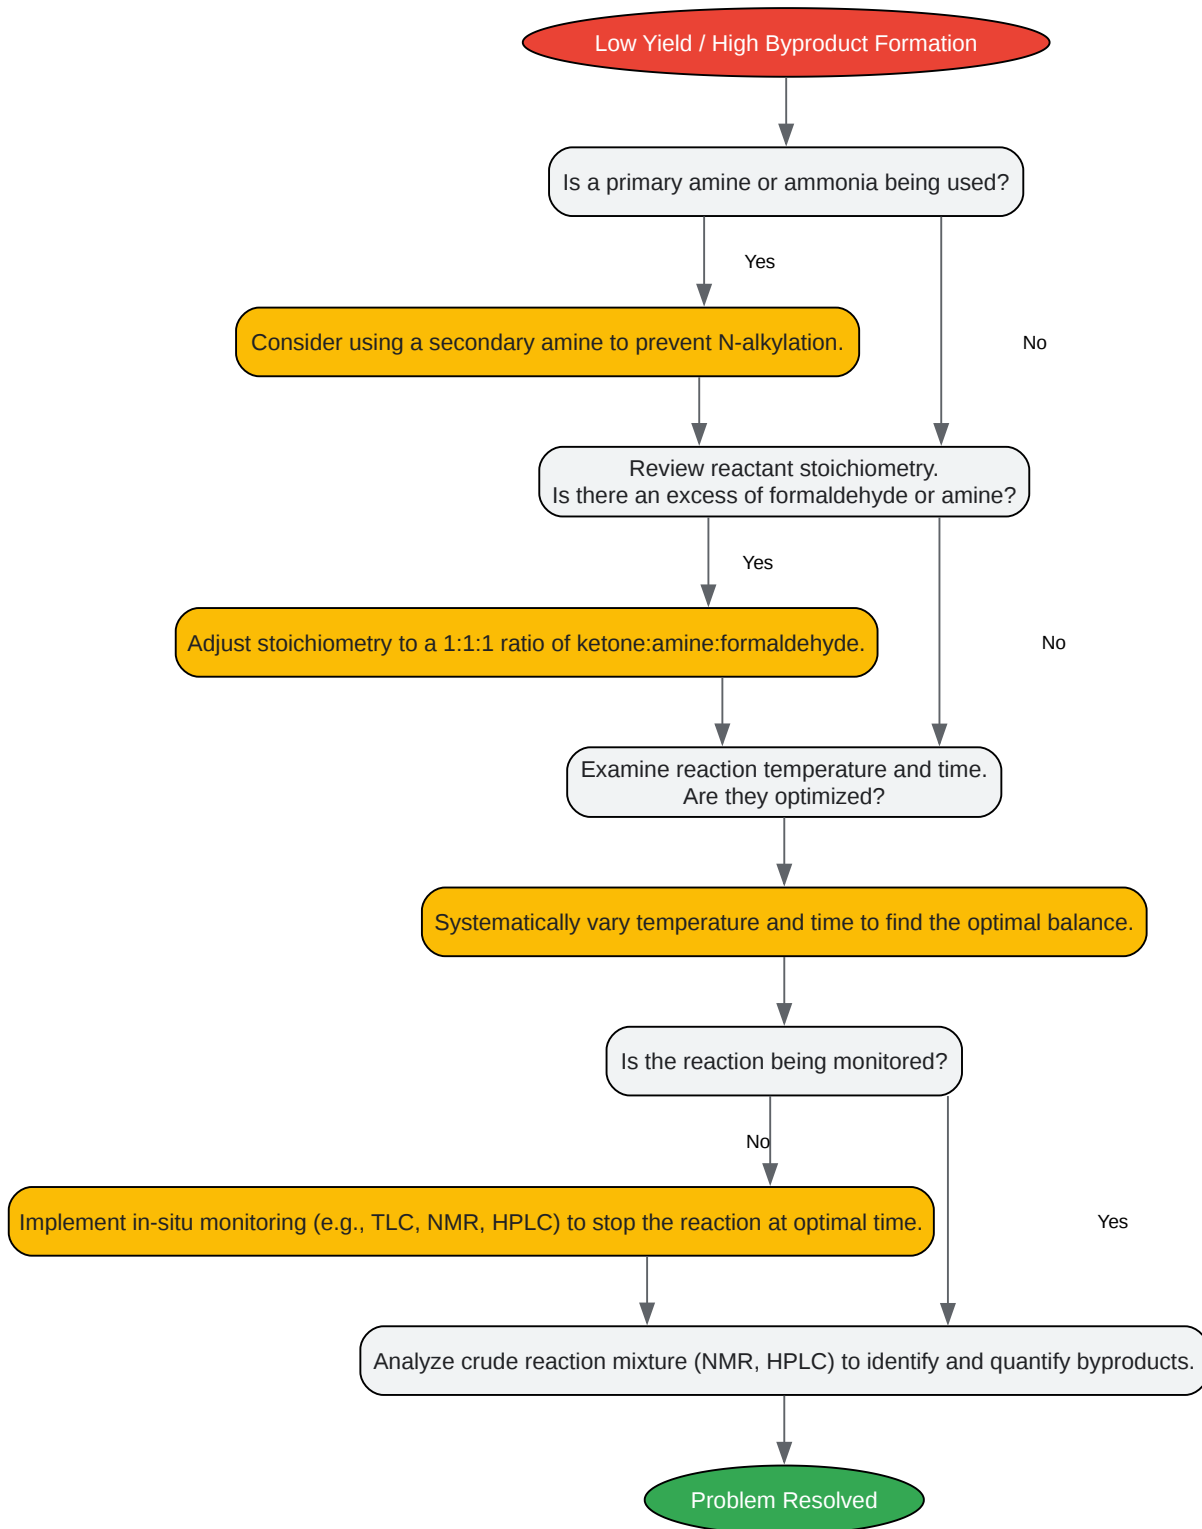 Low Yield / High Byproduct Formation
Is a primary amine or ammonia being used?
Yes
Consider using a secondary amine to prevent N-alkylation.
No
Review reactant stoichiometry.
Is there an excess of formaldehyde or amine?
Yes
Adjust stoichiometry to a 1:1:1 ratio of ketone:amine:formaldehyde.
No
Examine reaction temperature and time.
Are they optimized?
Systematically vary temperature and time to find the optimal balance.
Is the reaction being monitored?
No
Implement in-situ monitoring (e.g., TLC, NMR, HPLC) to stop the reaction at optimal time.
Yes
Analyze crude reaction mixture (NMR, HPLC) to identify and quantify byproducts.
Problem Resolved